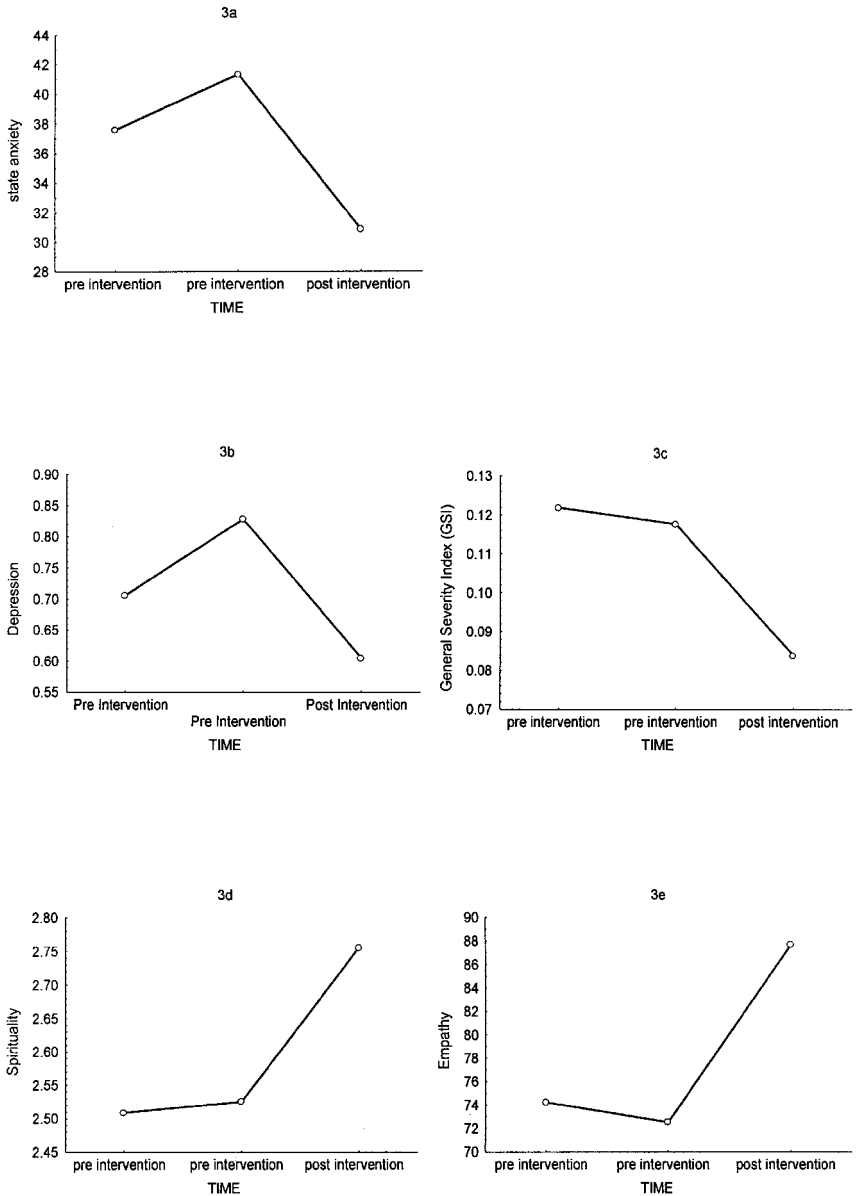 3a
44
42
40
38
36
34
32
30
28
state anxiety
pre intervention
pre intervention
post intervention
TIME
3b
0.90
0.85
0.80
0.70
0.65
0.60
0.55
Depression
Pre Intervention
Pre Intervention
Post Intervention
TIME
3c
0.13
0.12
0.10
0.09
0.08
0.07
General Severity Index (GSI)
pre intervention
pre intervention
post intervention
TIME
3d
2.80
2.75
2.70
2.65
2.60
2.55
2.50
2.45
Spirituality
pre intervention
pre intervention
post intervention
TIME
3e
90
88
86
84
82
80
78
76
74
72
70
Empathy
pre intervention
pre intervention
post intervention
TIME